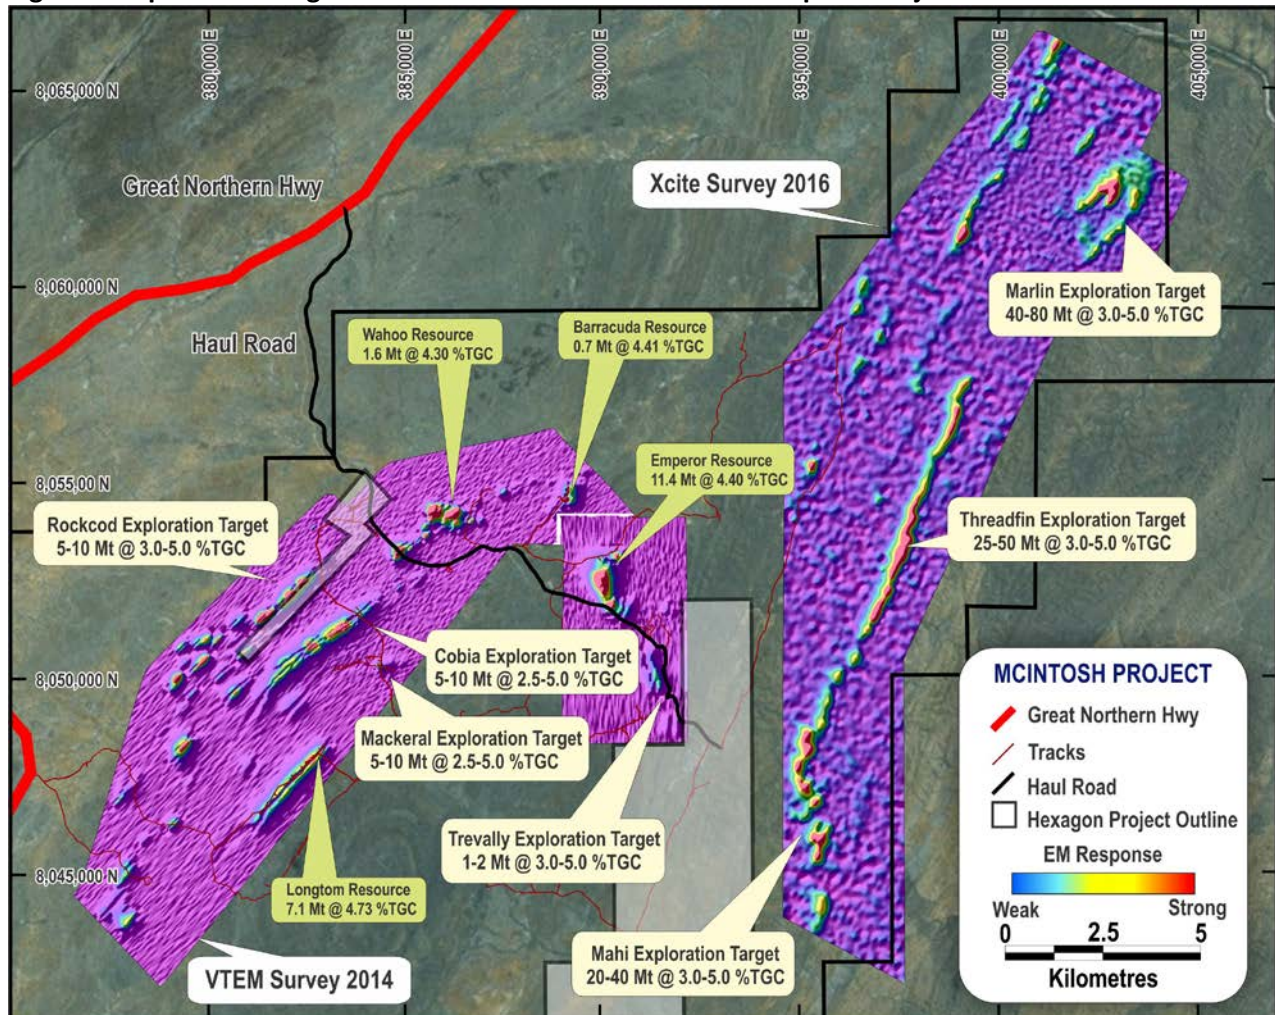 380,000 E
385,000 E
390,000 E
395,000 E
400,000 E
405,000 E
8,065,000 N
8,060,000 N
8,055,00 N
8,050,000 N
8,045,000 N
Great Northern Hwy
Haul Road
Xcite Survey 2016
Wahoo Resource
1.6 Mt @ 4.30 %TGC
Barracuda Resource
0.7 Mt @ 4.41 %TGC
Marlin Exploration Target
40-80 Mt @ 3.0-5.0 %TGC
Emperor Resource
11.4 Mt @ 4.40 %TGC
Rockcod Exploration Target
5-10 Mt @ 3.0-5.0 %TGC
Threadfin Exploration Target
25-50 Mt @ 3.0-5.0 %TGC
Cobia Exploration Target
5-10 Mt @ 2.5-5.0 %TGC
Mackeral Exploration Target
5-10 Mt @ 2.5-5.0 %TGC
Trevally Exploration Target
1-2 Mt @ 3.0-5.0 %TGC
Longtom Resource
7.1 Mt @ 4.73 %TGC
Mahi Exploration Target
20-40 Mt @ 3.0-5.0 %TGC
VTEM Survey 2014
MCINTOSH PROJECT
Great Northern Hwy
Tracks
Haul Road
Hexagon Project Outline
EM Response
Weak Strong
0 2.5 5
Kilometres